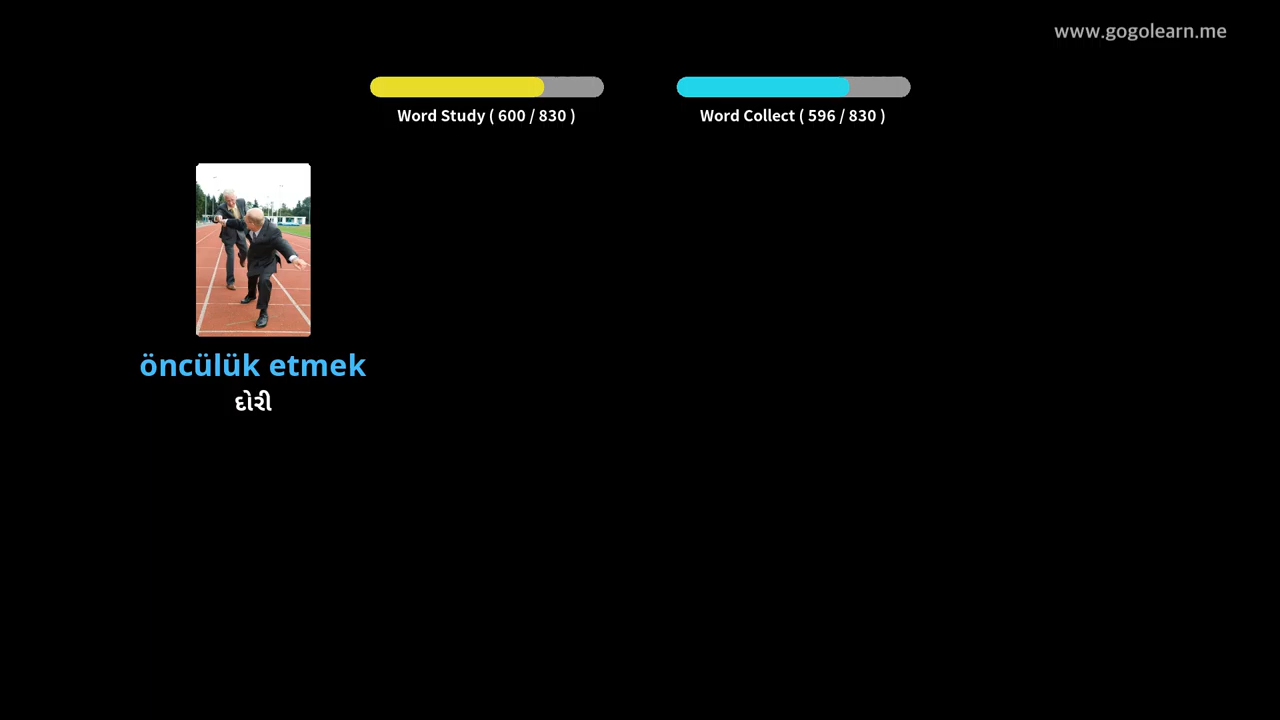 www.gogolearn.me
Word Study ( 600 / 830 )
Word Collect ( 596 / 830 )
öncülük etmek
દોરી